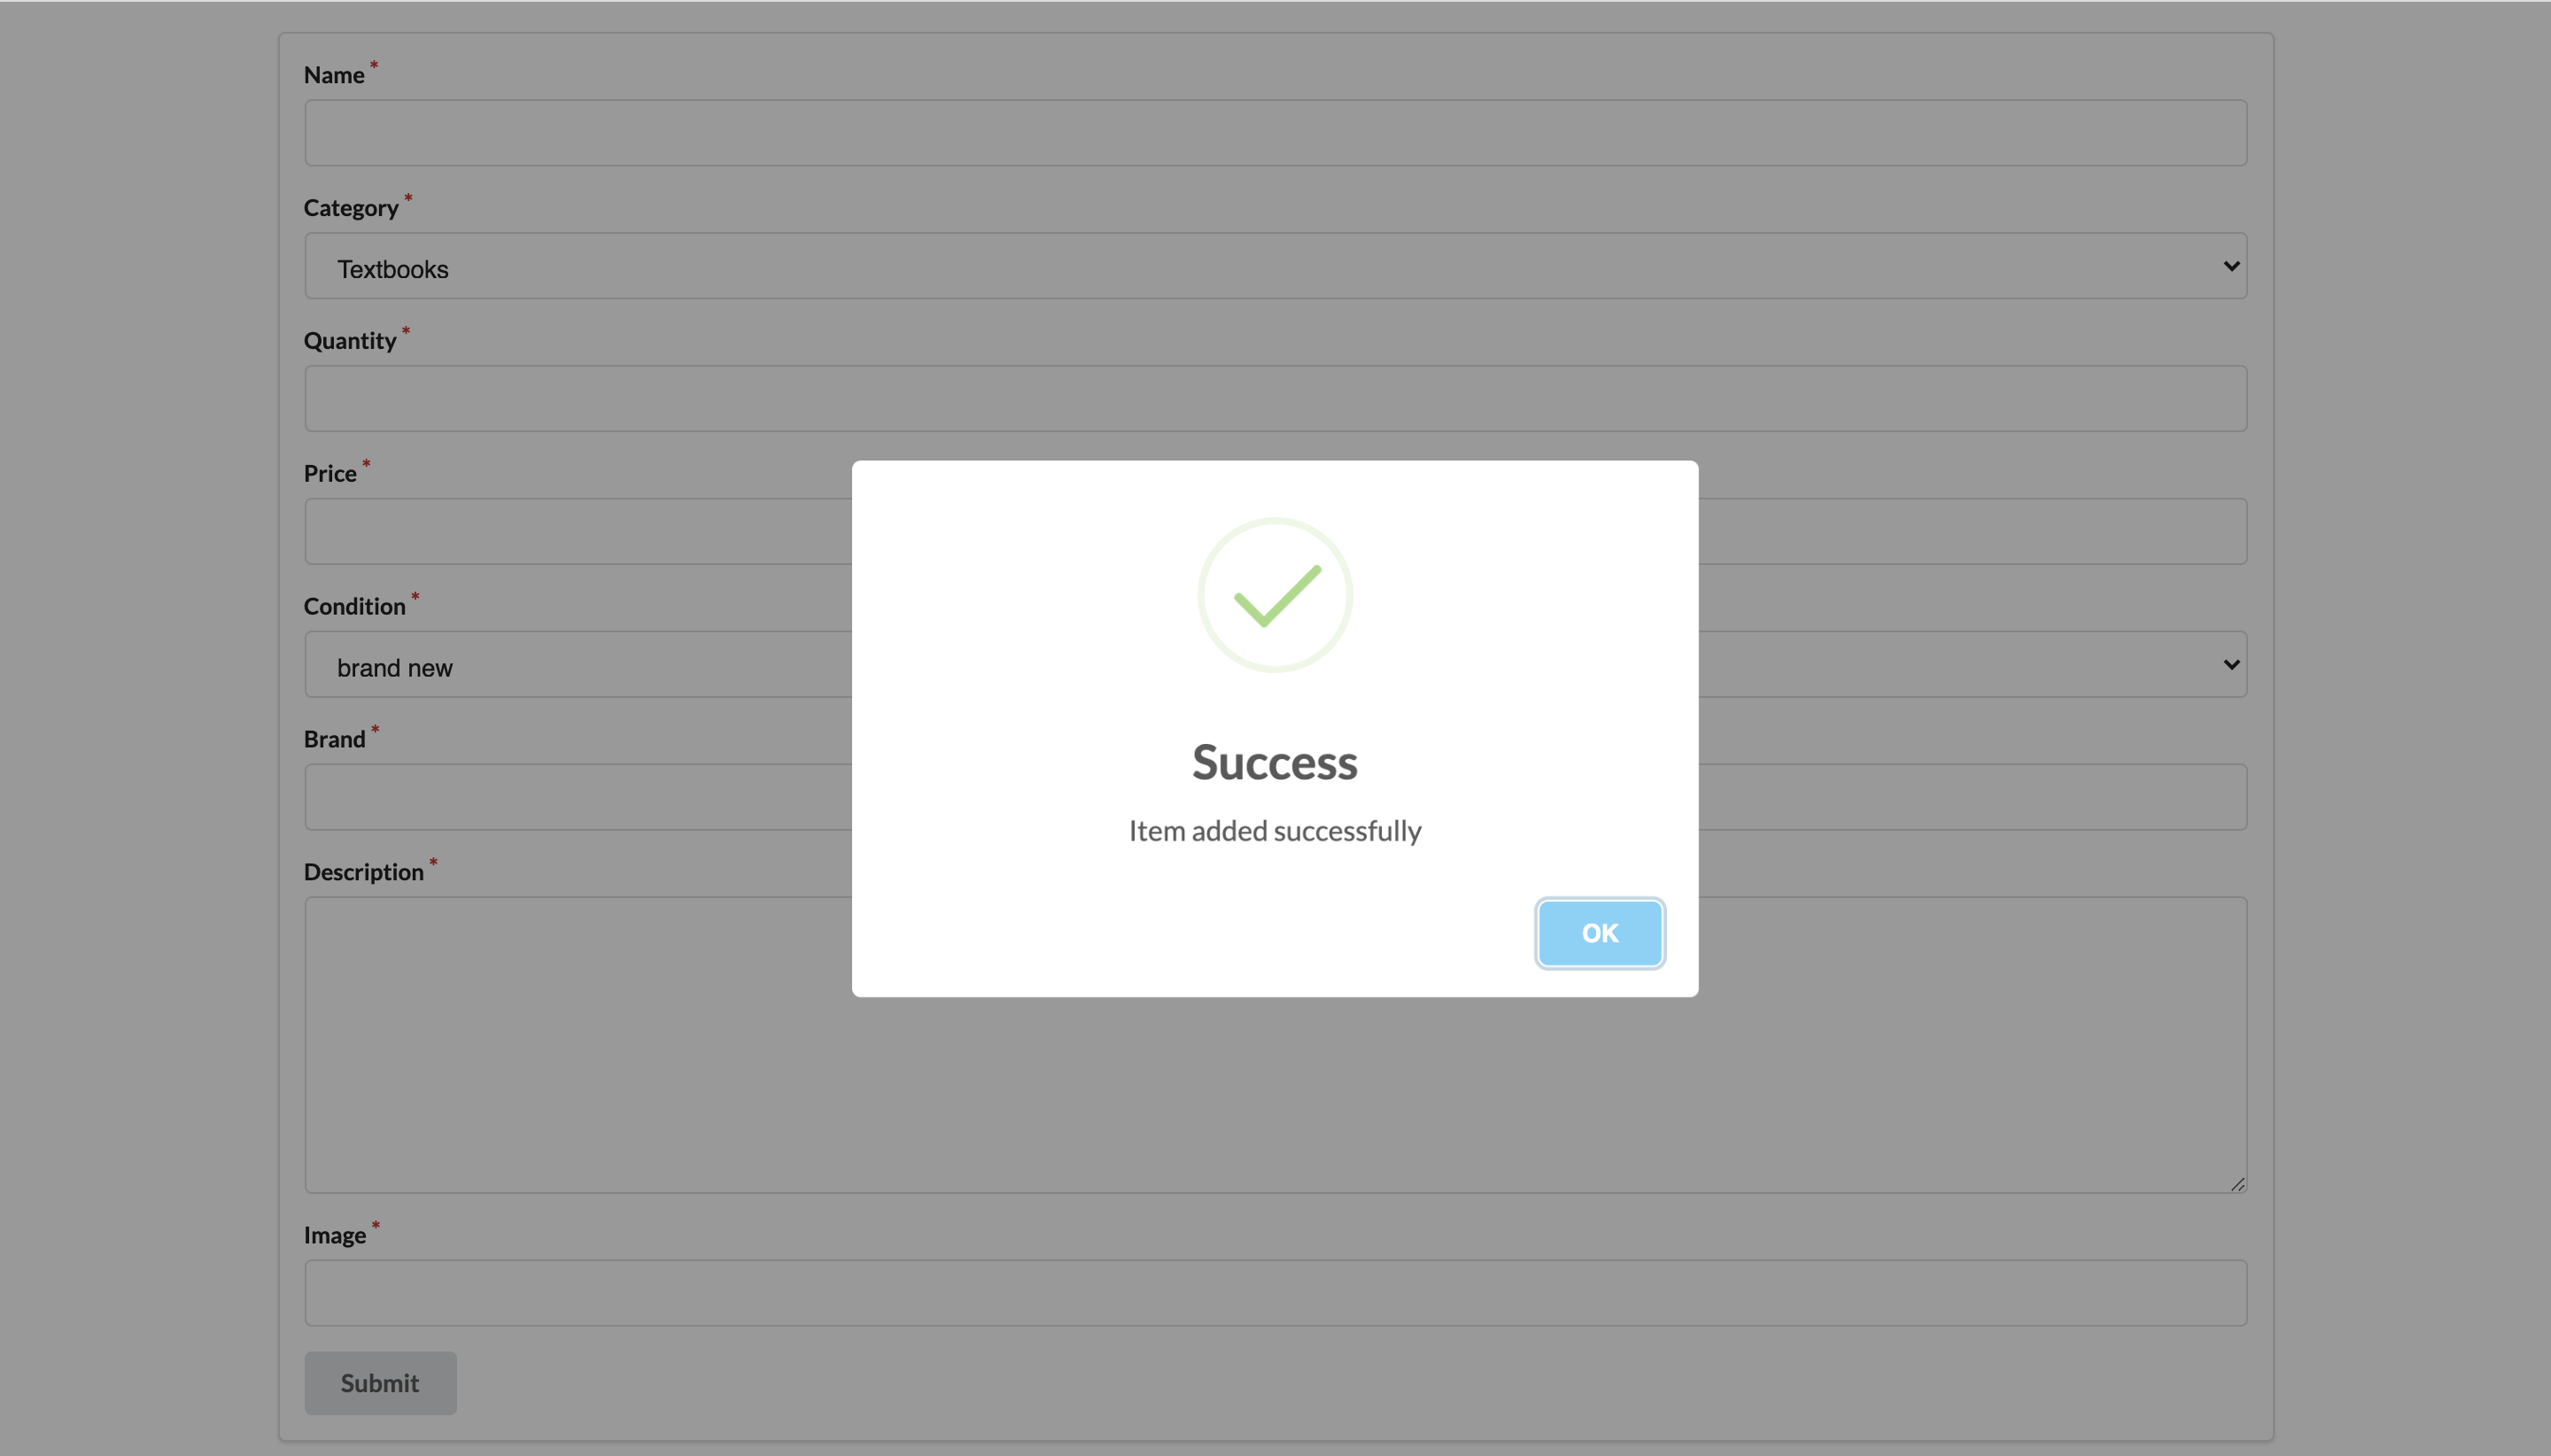 Name *
Category *
Textbooks
Quantity *
Price *
Condition *
brand new
Brand *
Description *
Image *
Submit
Success
Item added successfully
OK